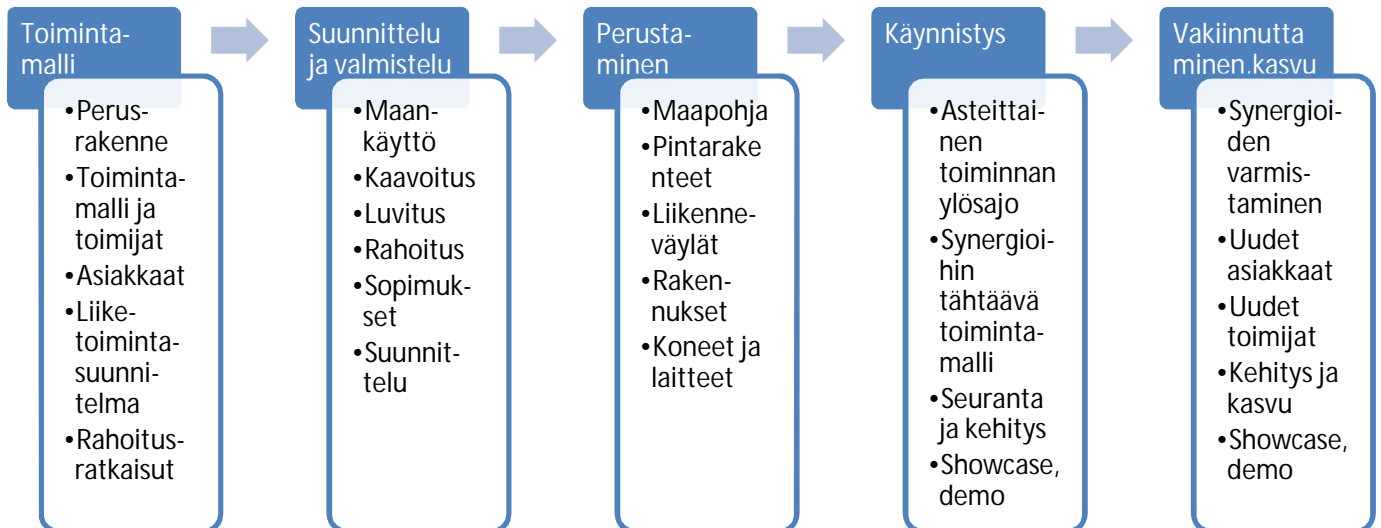 Toiminta-
malli
•Perus-
rakenne
•Toiminta-
malli ja
toimijat
•Asiakkaat
•Liike-
toiminta-
suunni-
telma
•Rahoitus-
ratkaisut
Suunnittelu
ja valmistelu
•Maan-
käyttö
•Kaavoitus
•Luvitus
•Rahoitus
•Sopimuk-
set
•Suunnit-
telu
Perusta-
minen
•Maapohja
•Pintarake
nteet
•Liikenne-
väylät
•Raken-
nukset
•Koneet ja
laitteet
Käynnistys
•Asteittai-
nen
toiminnan
ylösajo
•Synergioi-
hin
tähtäävä
toiminta-
malli
•Seuranta
ja kehitys
•Showcase,
demo
Vakiinnutta
minen.kasvu
•Synergioi-
den
varmis-
taminen
•Uudet
asiakkaat
•Uudet
toimijat
•Kehitys ja
kasvu
•Showcase,
demo